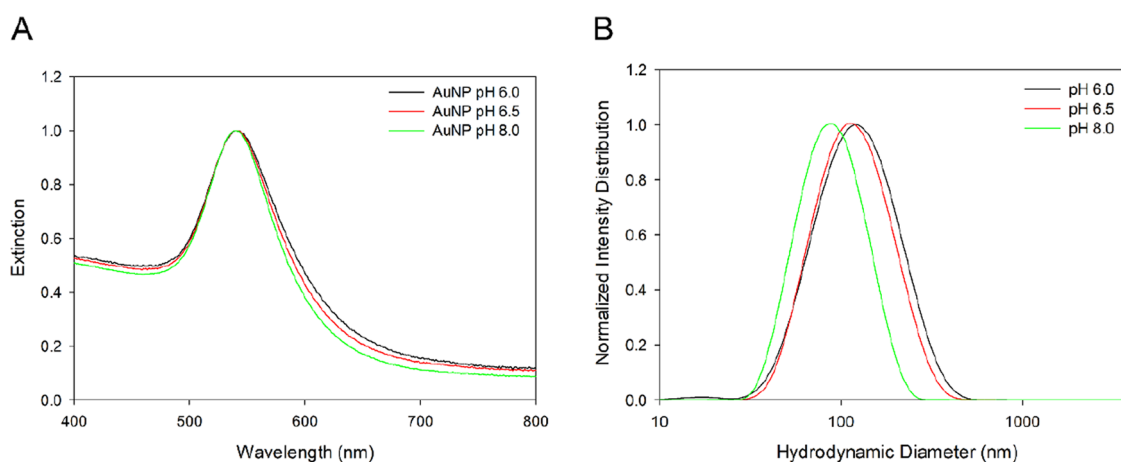 A
Extinction
1.2
1.0
0.8
0.6
0.4
0.2
0.0
AuNP pH 6.0
AuNP pH 6.5
AuNP pH 8.0
400
500
600
700
800
Wavelength (nm)
B
Normalized Intensity Distribution
1.2
1.0
0.8
0.6
0.4
0.2
0.0
pH 6.0
pH 6.5
pH 8.0
10
100
1000
Hydrodynamic Diameter (nm)